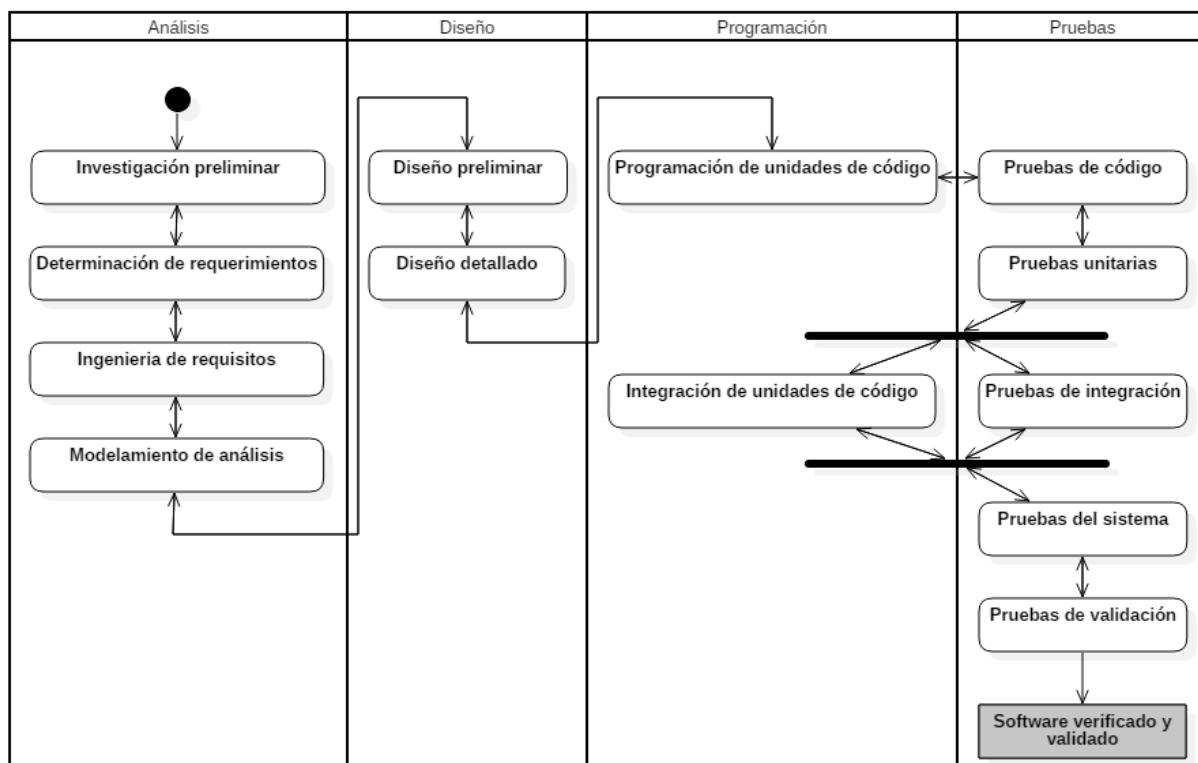 Análisis
Diseño
Programación
Pruebas
Investigación preliminar
Determinación de requerimientos
Ingenieria de requisitos
Modelamiento de análisis
Diseño preliminar
Diseño detallado
Programación de unidades de código
Integración de unidades de código
Pruebas de código
Pruebas unitarias
Pruebas de integración
Pruebas del sistema
Pruebas de validación
Software verificado y
validado